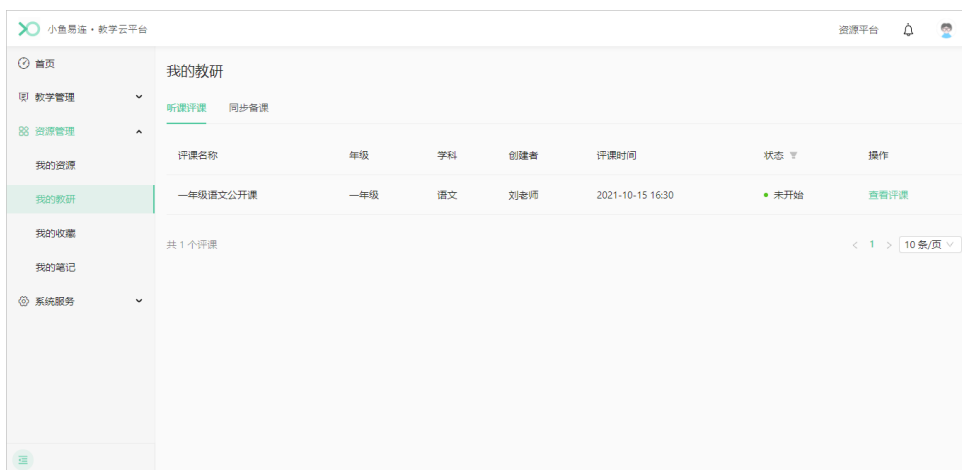 小鱼易连·教学云平台 资源平台
首页
教学管理
资源管理
我的资源
我的教研
我的收藏
我的笔记
系统服务
我的教研
听课评课 同步备课
评课名称 年级 学科 创建者 评课时间 状态 操作
一年级语文公开课 一年级 语文 刘老师 2021-10-15 16:30 未开始 查看评课
共 1 个评课 < 1 > 10 条/页